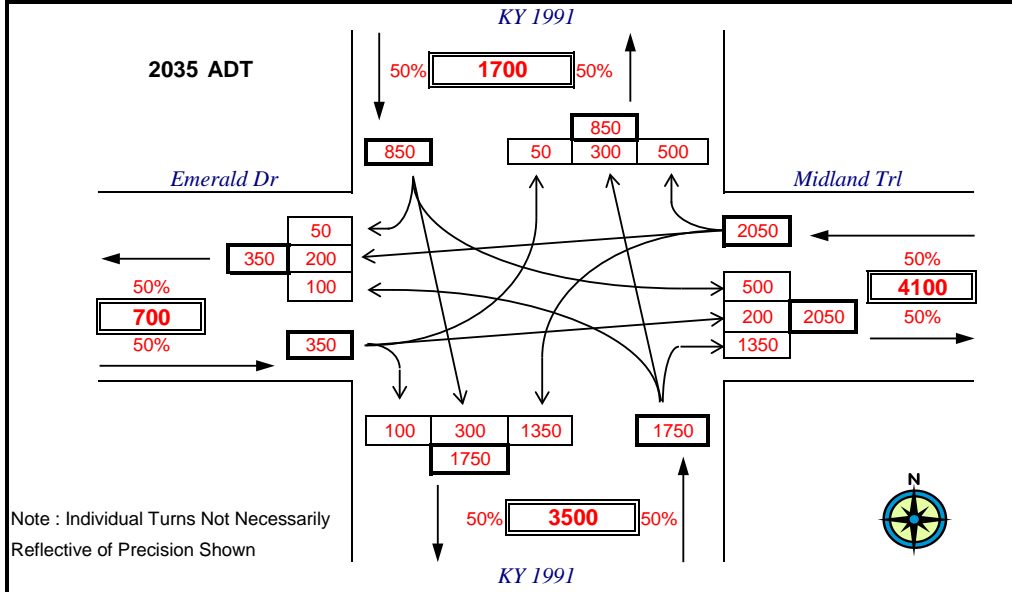 KY 1991
2035 ADT
50% 1700 50%
850
850
50 300 500
Emerald Dr
Midland Trl
50
350 200
100
2050
50%
700
50%
50%
4100
50%
500
200 2050
1350
350
100 300 1350
1750
1750
50% 3500 50%
N
Note : Individual Turns Not Necessarily
Reflective of Precision Shown
KY 1991